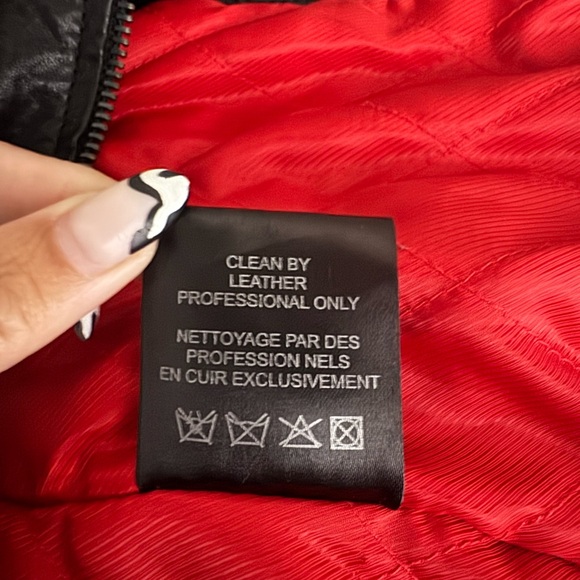 CLEAN BY
LEATHER
PROFESSIONAL ONLY
NETTOYAGE PAR DES
PROFESSION NELS
EN CUIR EXCLUSIVEMENT